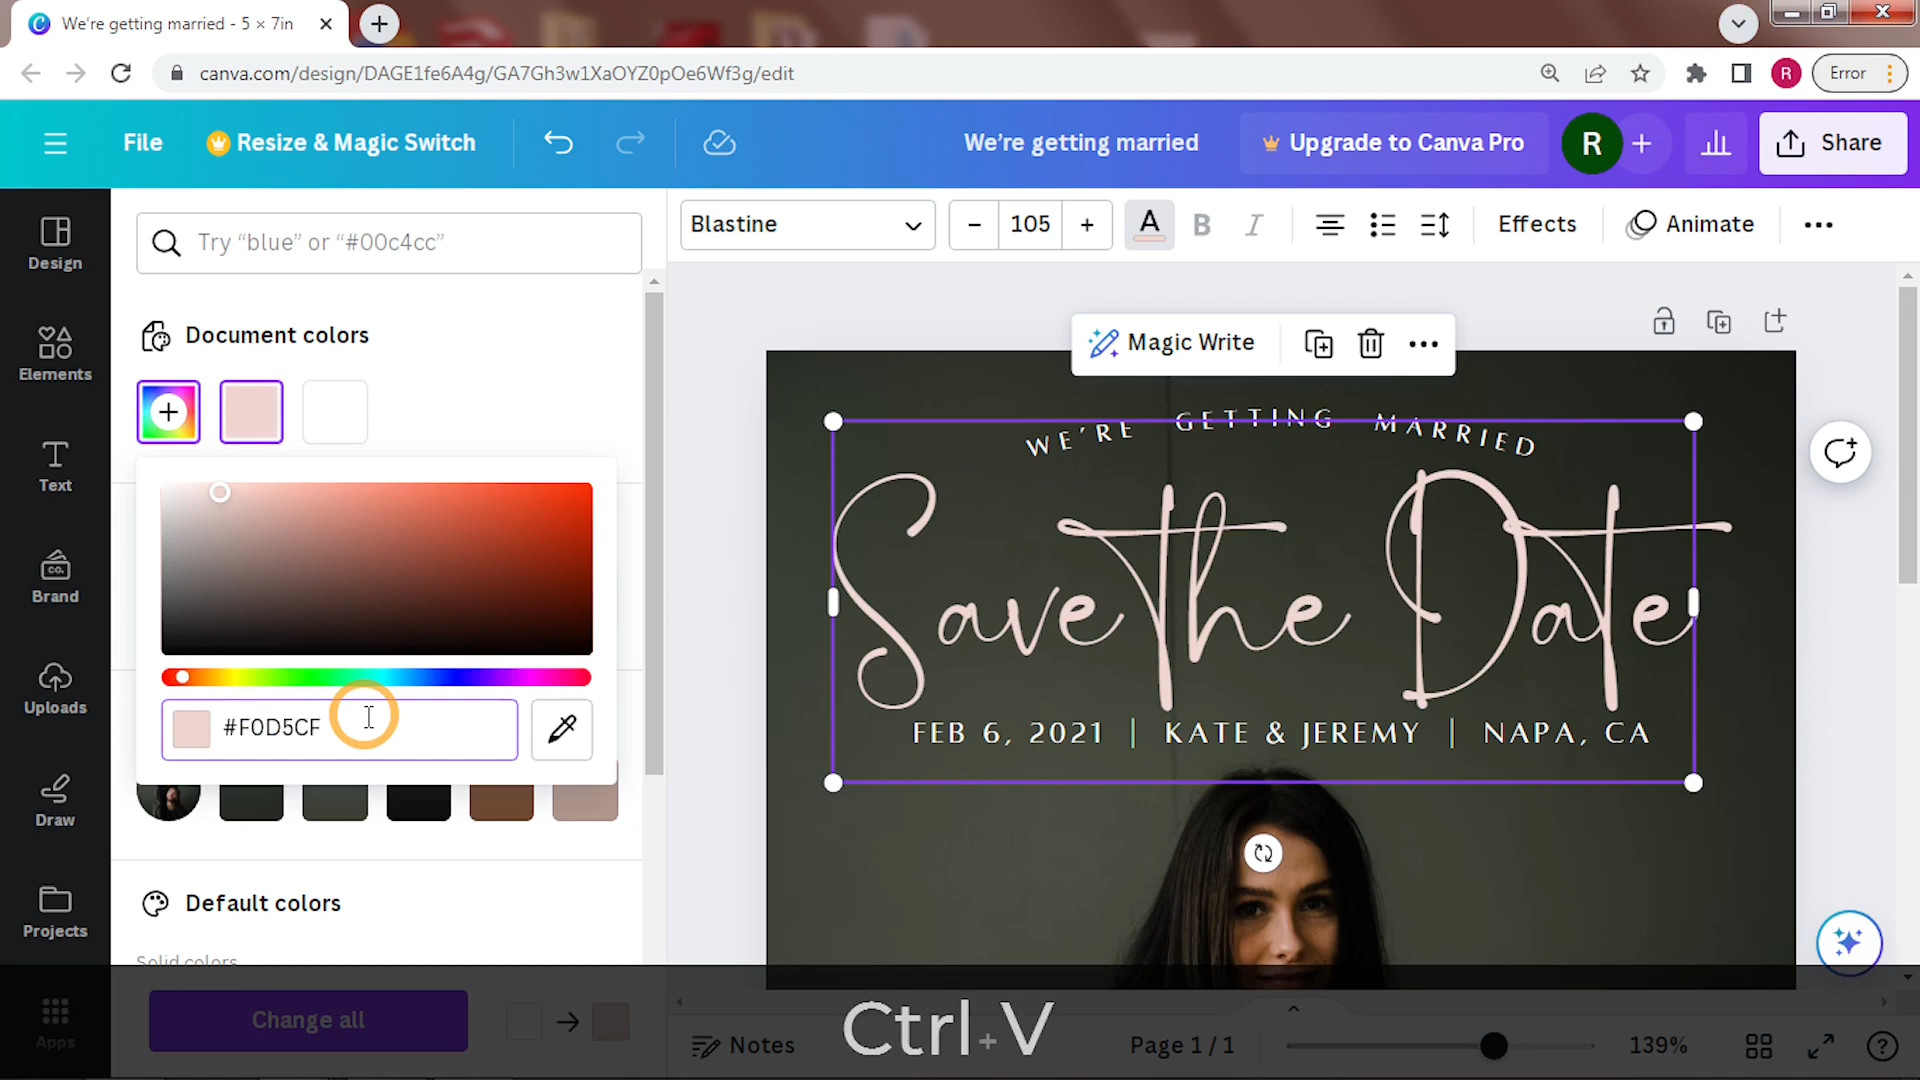 We're getting married - 5 × 7in
canva.com/design/DAGE1fe6A4g/GA7Gh3w1XaOYZ0pOe6Wf3g/edit
R
Error
File
Resize & Magic Switch
We're getting married
Upgrade to Canva Pro
R
Share
Design
Elements
Text
Brand
Uploads
Draw
Projects
Apps
Try “blue” or “#00c4cc”
Document colors
#F0D5CF
Default colors
Solid colors
Change all
Blastine
105
A
B
I
Effects
Animate
Magic Write
WE'RE GETTING MARRIED
Save the Date
FEB 6, 2021 | KATE & JEREMY | NAPA, CA
Ctrl+V
Notes
Page 1 / 1
139%